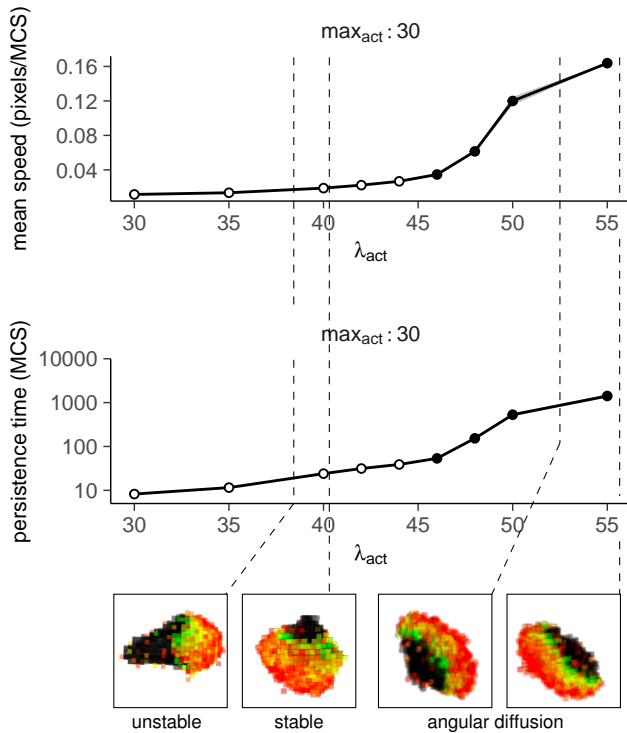 max_act : 30
mean speed (pixels/MCS)
0.16
0.12
0.08
0.04
30 35 40 45 50 55
λ_act
max_act : 30
persistence time (MCS)
10000
1000
100
10
30 35 40 45 50 55
λ_act
unstable stable angular diffusion